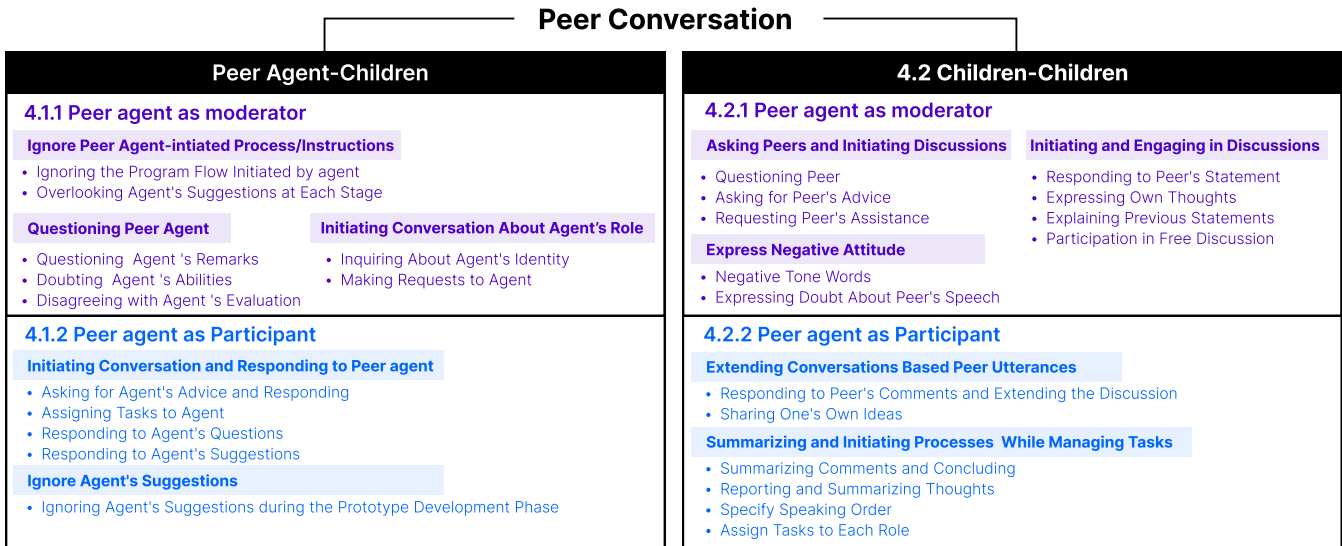 Peer Conversation
Peer Agent-Children
4.1.1 Peer agent as moderator
Ignore Peer Agent-intiated Process/Instructions
• Ignoring the Program Flow Initiated by agent
• Overlooking Agent's Suggestions at Each Stage
Questioning Peer Agent
• Questioning  Agent 's Remarks
• Doubting  Agent 's Abilities
• Disagreeing with Agent 's Evaluation
Initiating Conversation About Agent’s Role
• Inquiring About Agent's Identity
• Making Requests to Agent
4.1.2 Peer agent as Participant
Initiating Conversation and Responding to Peer agent
• Asking for Agent's Advice and Responding
• Assigning Tasks to Agent
• Responding to Agent's Questions
• Responding to Agent's Suggestions
Ignore Agent's Suggestions
• Ignoring Agent's Suggestions during the Prototype Development Phase
4.2 Children-Children
4.2.1 Peer agent as moderator
Asking Peers and Initiating Discussions
• Questioning Peer
• Asking for Peer's Advice
• Requesting Peer's Assistance
Express Negative Attitude
• Negative Tone Words
• Expressing Doubt About Peer's Speech
Initiating and Engaging in Discussions
• Responding to Peer's Statement
• Expressing Own Thoughts
• Explaining Previous Statements
• Participation in Free Discussion
4.2.2 Peer agent as Participant
Extending Conversations Based Peer Utterances
• Responding to Peer's Comments and Extending the Discussion
• Sharing One's Own Ideas
Summarizing and Initiating Processes  While Managing Tasks
• Summarizing Comments and Concluding
• Reporting and Summarizing Thoughts
• Specify Speaking Order
• Assign Tasks to Each Role